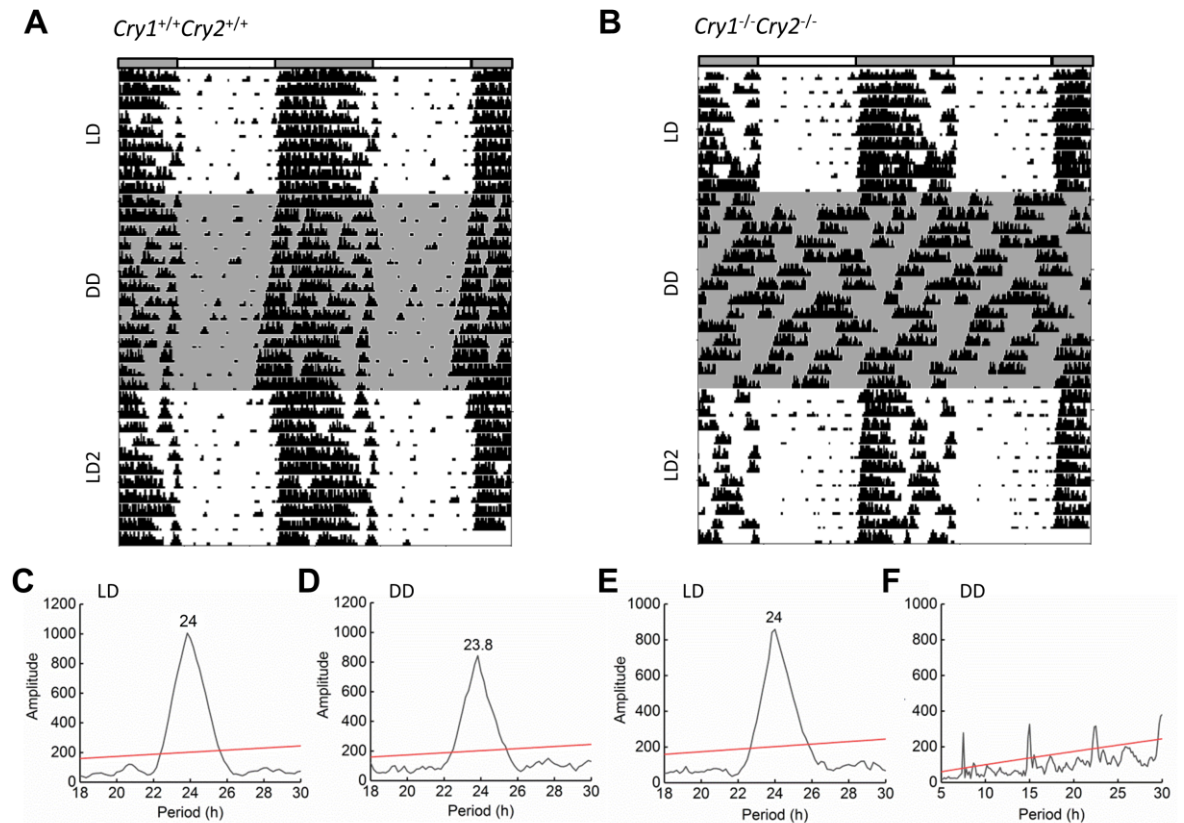 A
Cry1+/+Cry2+/+
B
Cry1-/-Cry2-/-
LD
DD
LD2
LD
DD
LD2
C
LD
1200
1000
800
600
400
200
0
18 20 22 24 26 28 30
24
Amplitude
Period (h)
D
DD
1200
1000
800
600
400
200
0
18 20 22 24 26 28 30
23.8
Amplitude
Period (h)
E
LD
1000
800
600
400
200
0
18 20 22 24 26 28 30
24
Amplitude
Period (h)
F
DD
1000
800
600
400
200
0
5 10 15 20 25 30
Amplitude
Period (h)